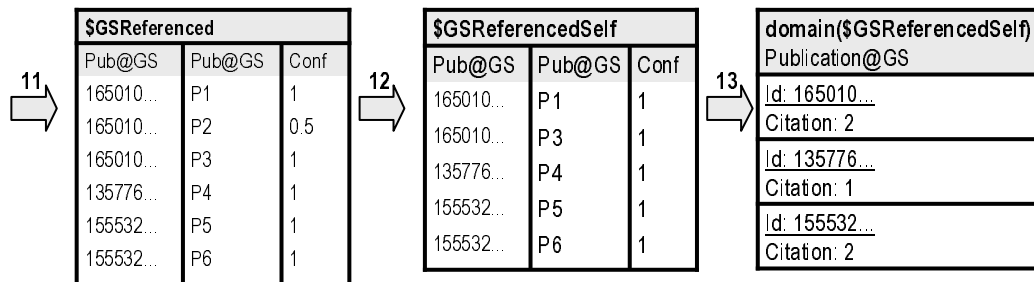 11
$GSReferenced
Pub@GS Pub@GS Conf
165010... P1 1
165010... P2 0.5
165010... P3 1
135776... P4 1
155532... P5 1
155532... P6 1
12
$GSReferencedSelf
Pub@GS Pub@GS Conf
165010... P1 1
165010... P3 1
135776... P4 1
155532... P5 1
155532... P6 1
13
domain($GSReferencedSelf)
Publication@GS
Id: 165010...
Citation: 2
Id: 135776...
Citation: 1
Id: 155532...
Citation: 2